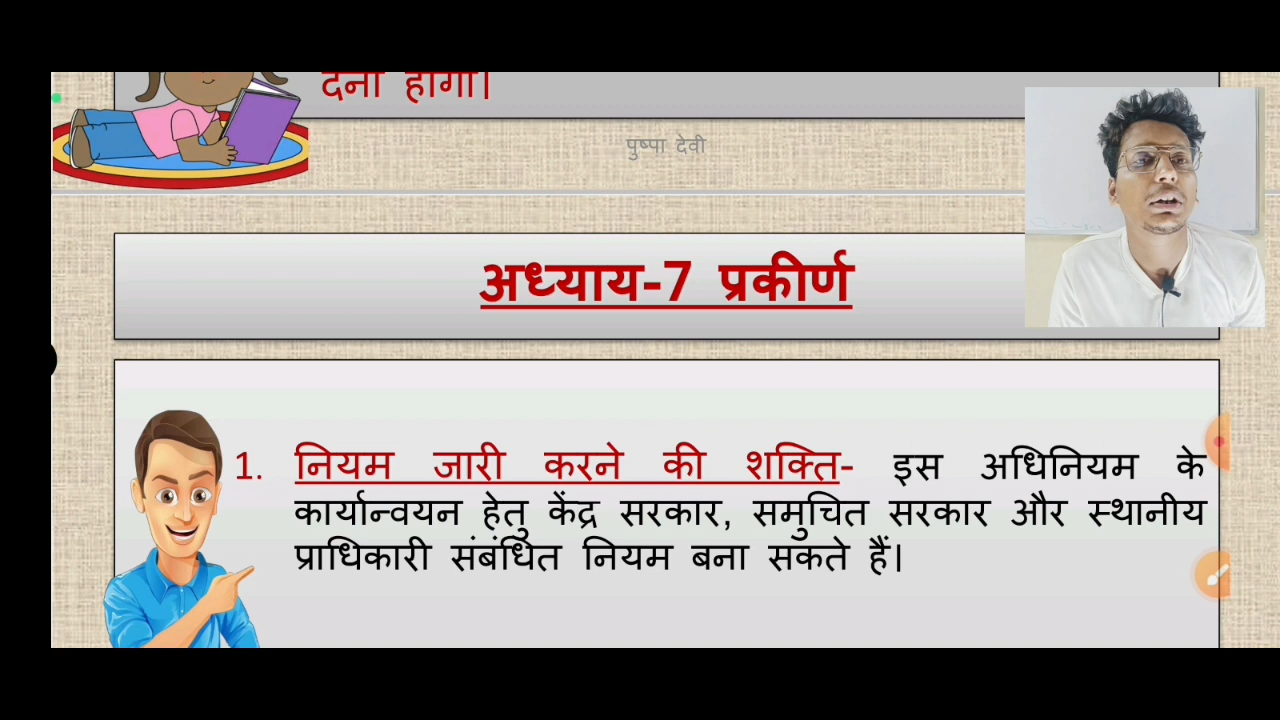 देना होगा।
पुष्पा देवी
अध्याय-7 प्रकीर्ण
1. नियम जारी करने की शक्ति- इस अधिनियम के
कार्यान्वयन हेतु केंद्र सरकार, समुचित सरकार और स्थानीय
प्राधिकारी संबंधित नियम बना सकते हैं।